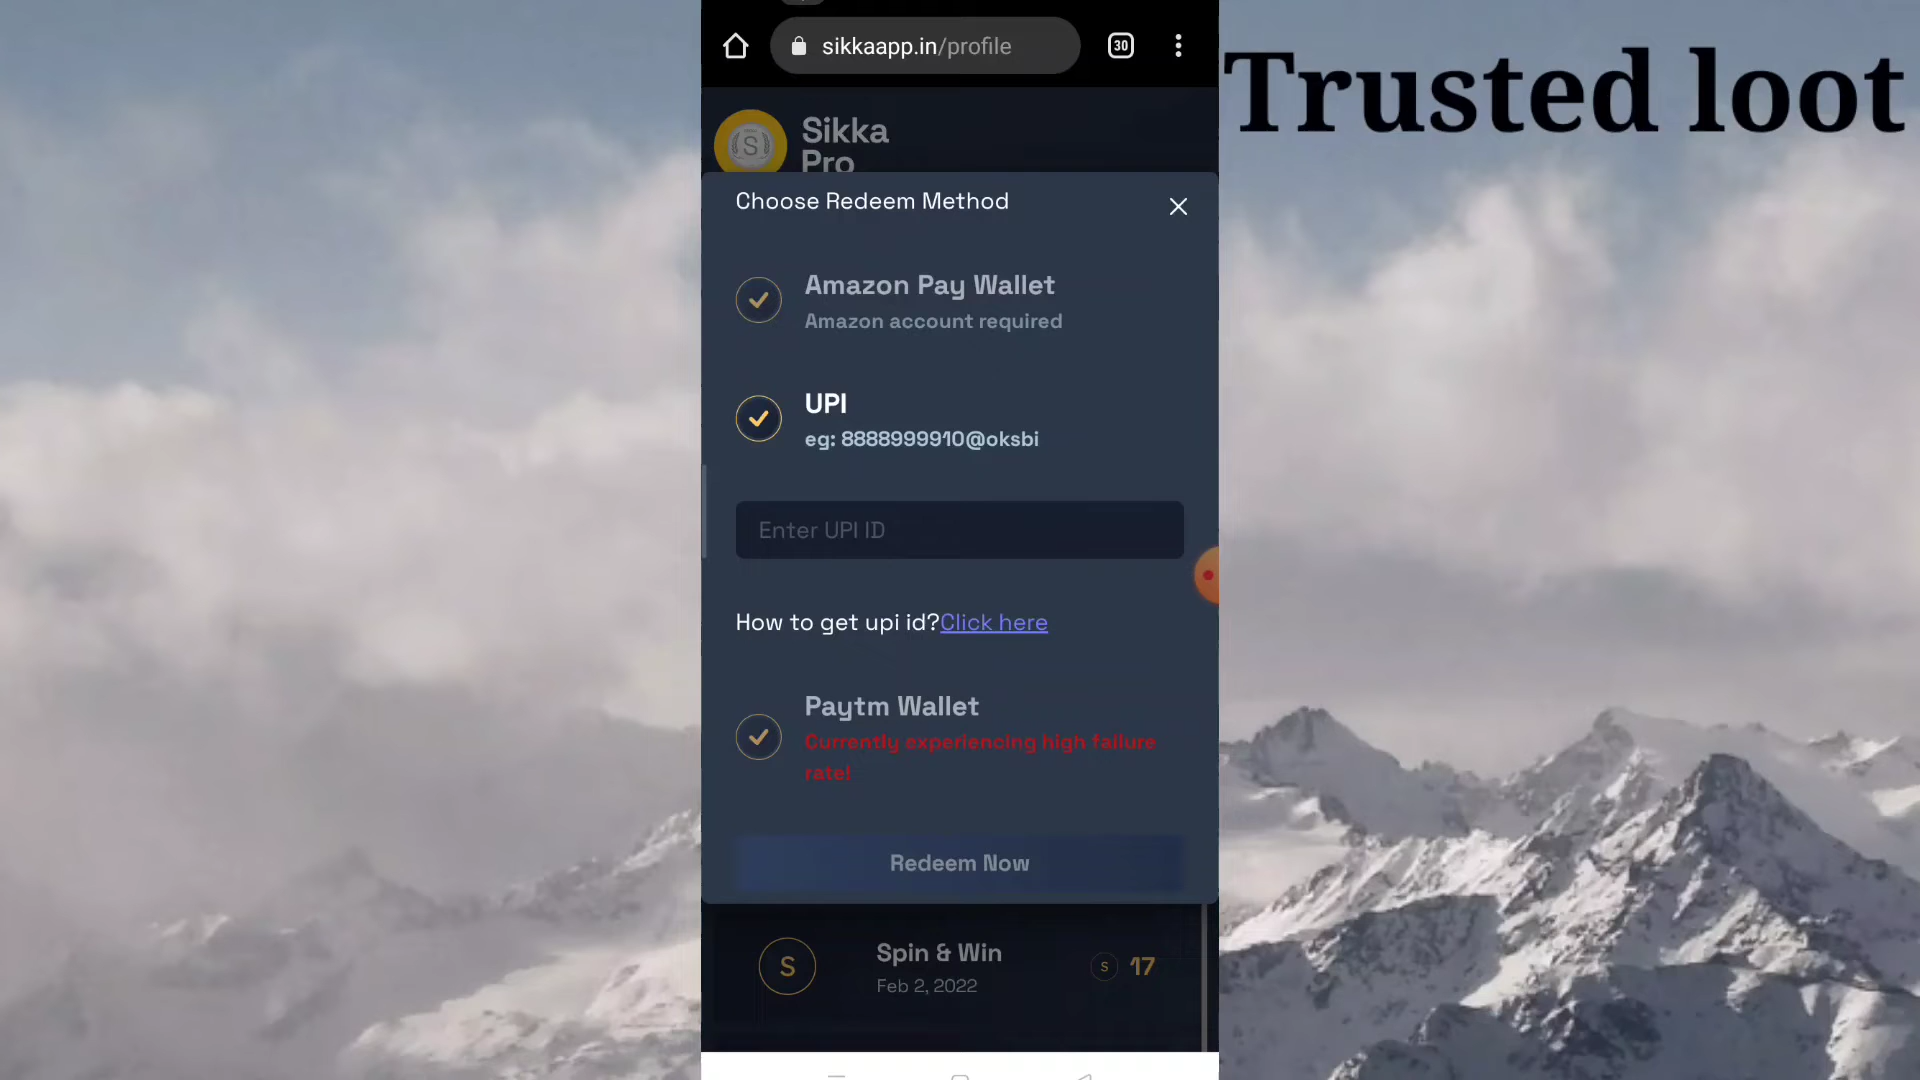 30
sikkaapp.in/profile
Trusted loot
S
Sikka
Pro
Choose Redeem Method
Amazon Pay Wallet
Amazon account required
UPI
eg: 8888999910@oksbi
Enter UPI ID
How to get upi id?Click here
Paytm Wallet
Currently experiencing high failure
rate!
Redeem Now
S
Spin & Win
S 17
Feb 2, 2022